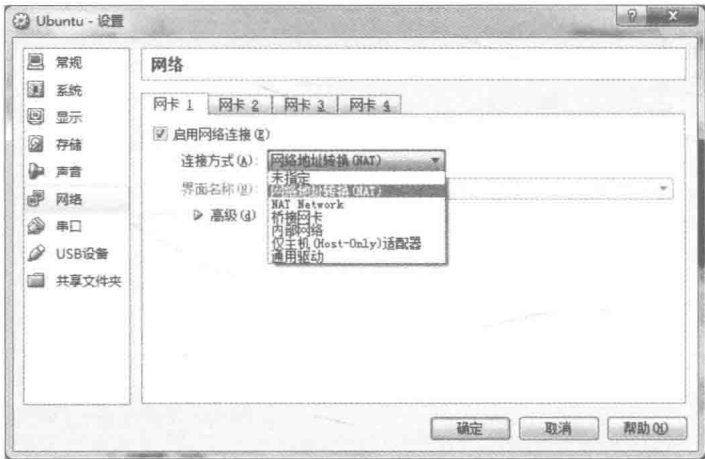 Ubuntu - 设置
常规
系统
显示
存储
声音
网络
串口
USB设备
共享文件夹
网络
网卡 1 网卡 2 网卡 3 网卡 4
启用网络连接(E)
连接方式(A): 网络地址转换(NAT)
界面名称(N):
高级(d)
未指定
网络地址转换(NAT)
NAT Network
桥接网卡
内部网络
仅主机(Host-Only)适配器
通用驱动
确定 取消 帮助(H)